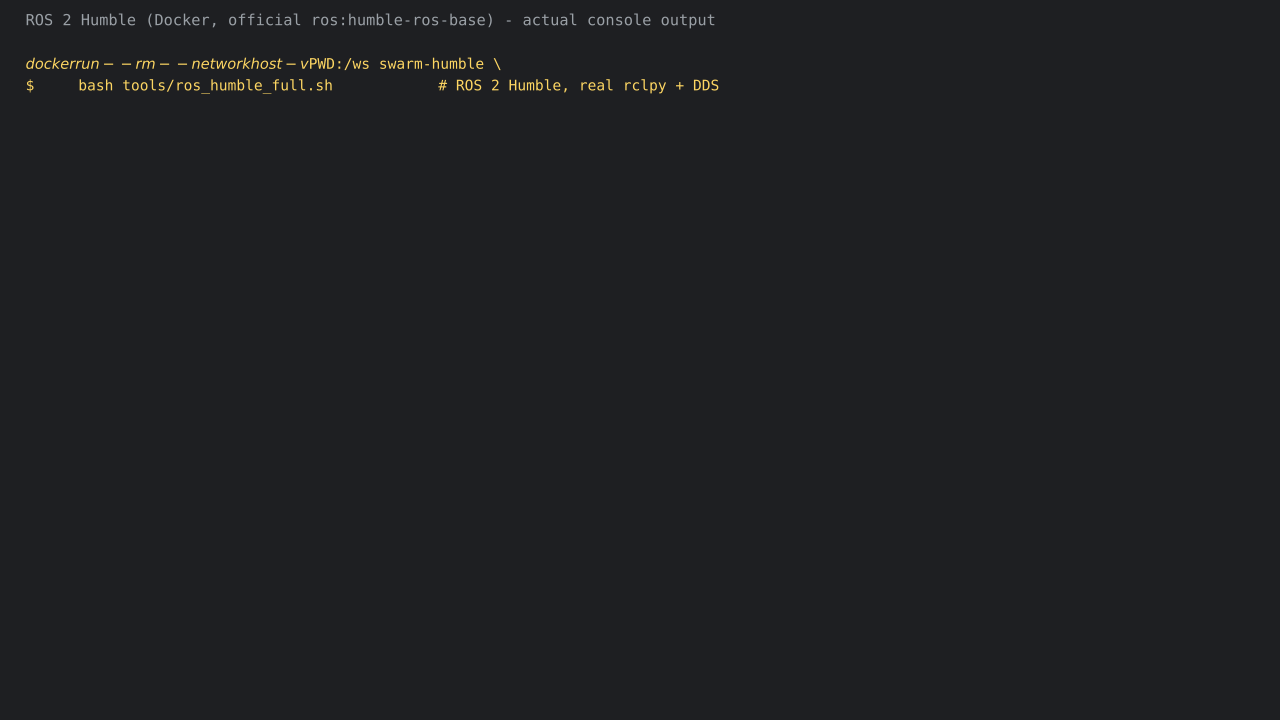 ROS 2 Humble (Docker, official ros:humble-ros-base) - actual console output
dockerrun − −rm − −networkhost − vPWD:/ws swarm-humble \
$     bash tools/ros_humble_full.sh            # ROS 2 Humble, real rclpy + DDS